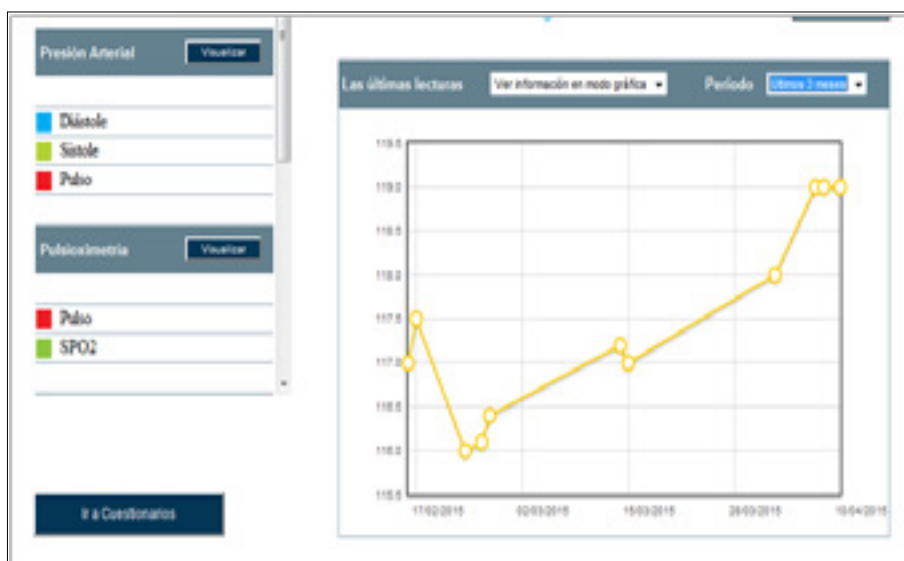 Presión Arterial Visualizar
Diástole
Sístole
Pulso
Pulsioximetría Visualizar
Pulso
SPO2
Ir a Cuestionarios
Las últimas lecturas Ver información en modo gráfica Período Últimos 3 meses
119.5
119.0
118.5
118.0
117.5
117.0
116.5
116.0
115.5
17/02/2015 02/03/2015 15/03/2015 28/03/2015 10/04/2015